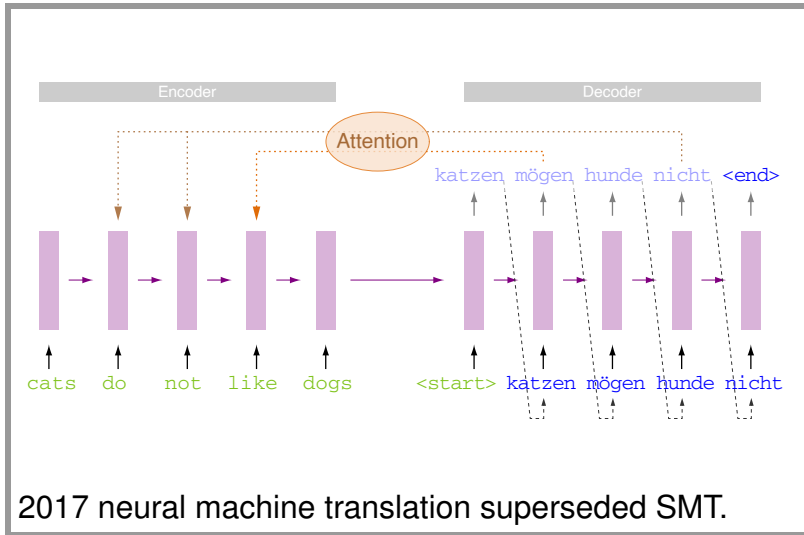 Encoder Decoder
Attention
katzen mögen hunde nicht <end>
cats do not like dogs <start> katzen mögen hunde nicht
2017 neural machine translation superseded SMT.